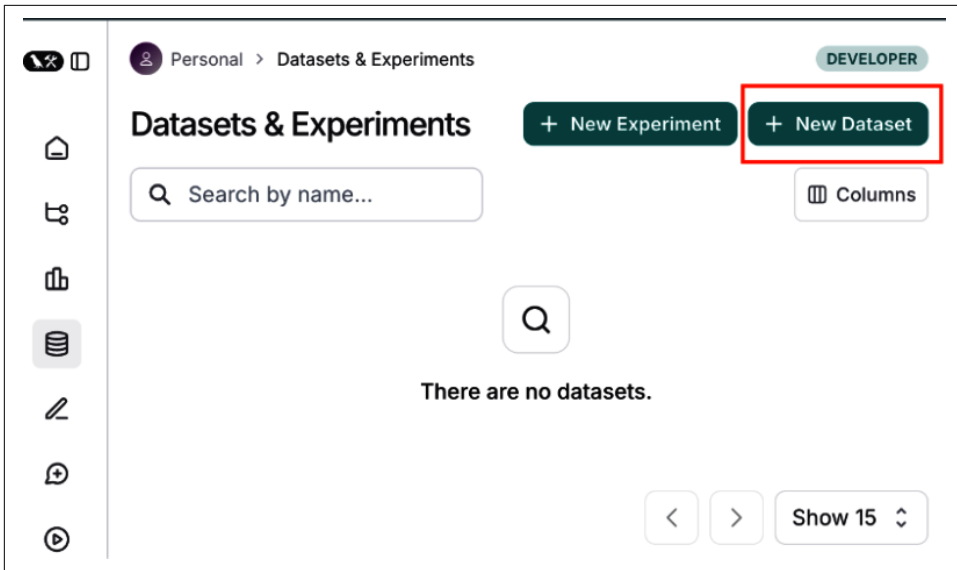 Personal > Datasets & Experiments
DEVELOPER
Datasets & Experiments
+ New Experiment
+ New Dataset
Search by name...
Columns
There are no datasets.
Show 15